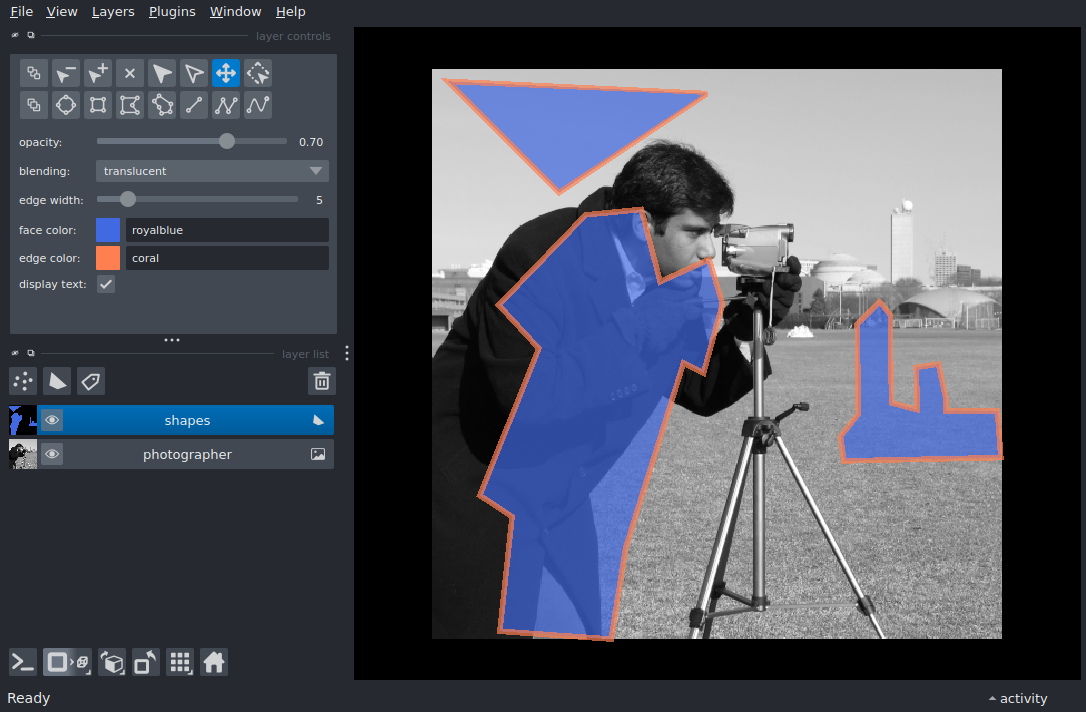 File View Layers Plugins Window Help
layer controls
opacity: 0.70
blending: translucent
edge width: 5
face color: royalblue
edge color: coral
display text:
layer list
shapes
photographer
Ready
activity